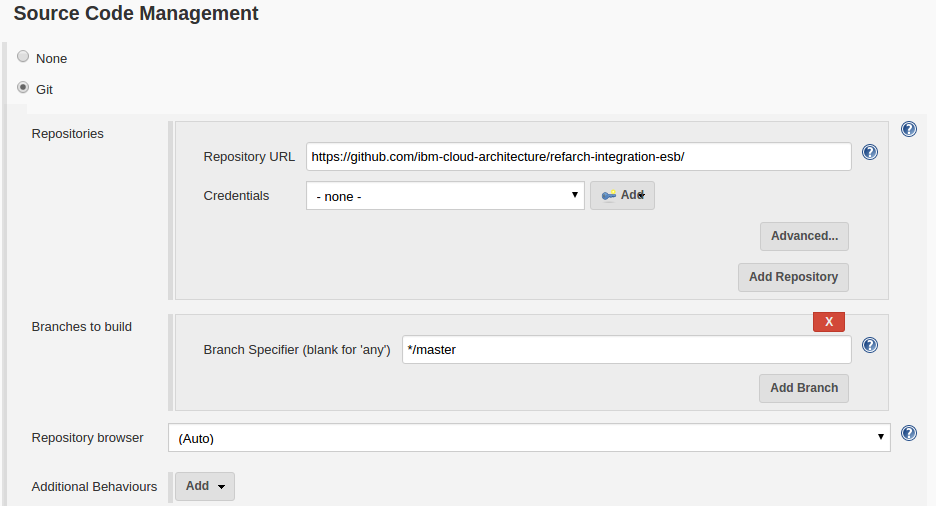 Source Code Management
None
Git
Repositories
?
Repository URL https://github.com/ibm-cloud-architecture/refarch-integration-esb/ ?
Credentials - none - Add
Advanced...
Add Repository
Branches to build
X
Branch Specifier (blank for 'any') */master ?
Add Branch
Repository browser (Auto) ?
Additional Behaviours Add